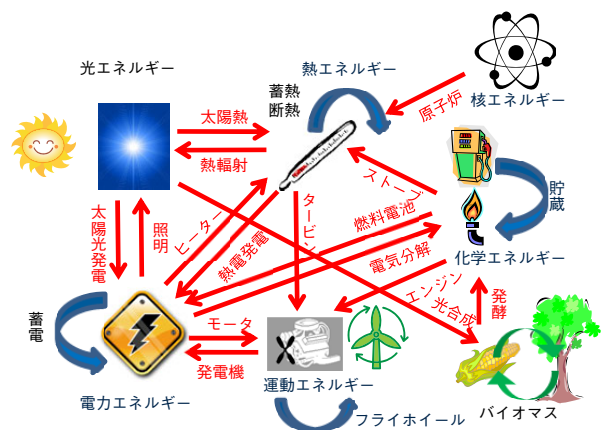 光エネルギー
熱エネルギー
蓄熱
断熱
核エネルギー
原子炉
太陽熱
熱輻射
ストーブ
貯蔵
太陽光発電
照明
ヒーター
熱電発電
タービン
燃料電池
電気分解
化学エネルギー
エンジン
光合成
発酵
蓄電
モータ
発電機
電力エネルギー
運動エネルギー
フライホイール
バイオマス